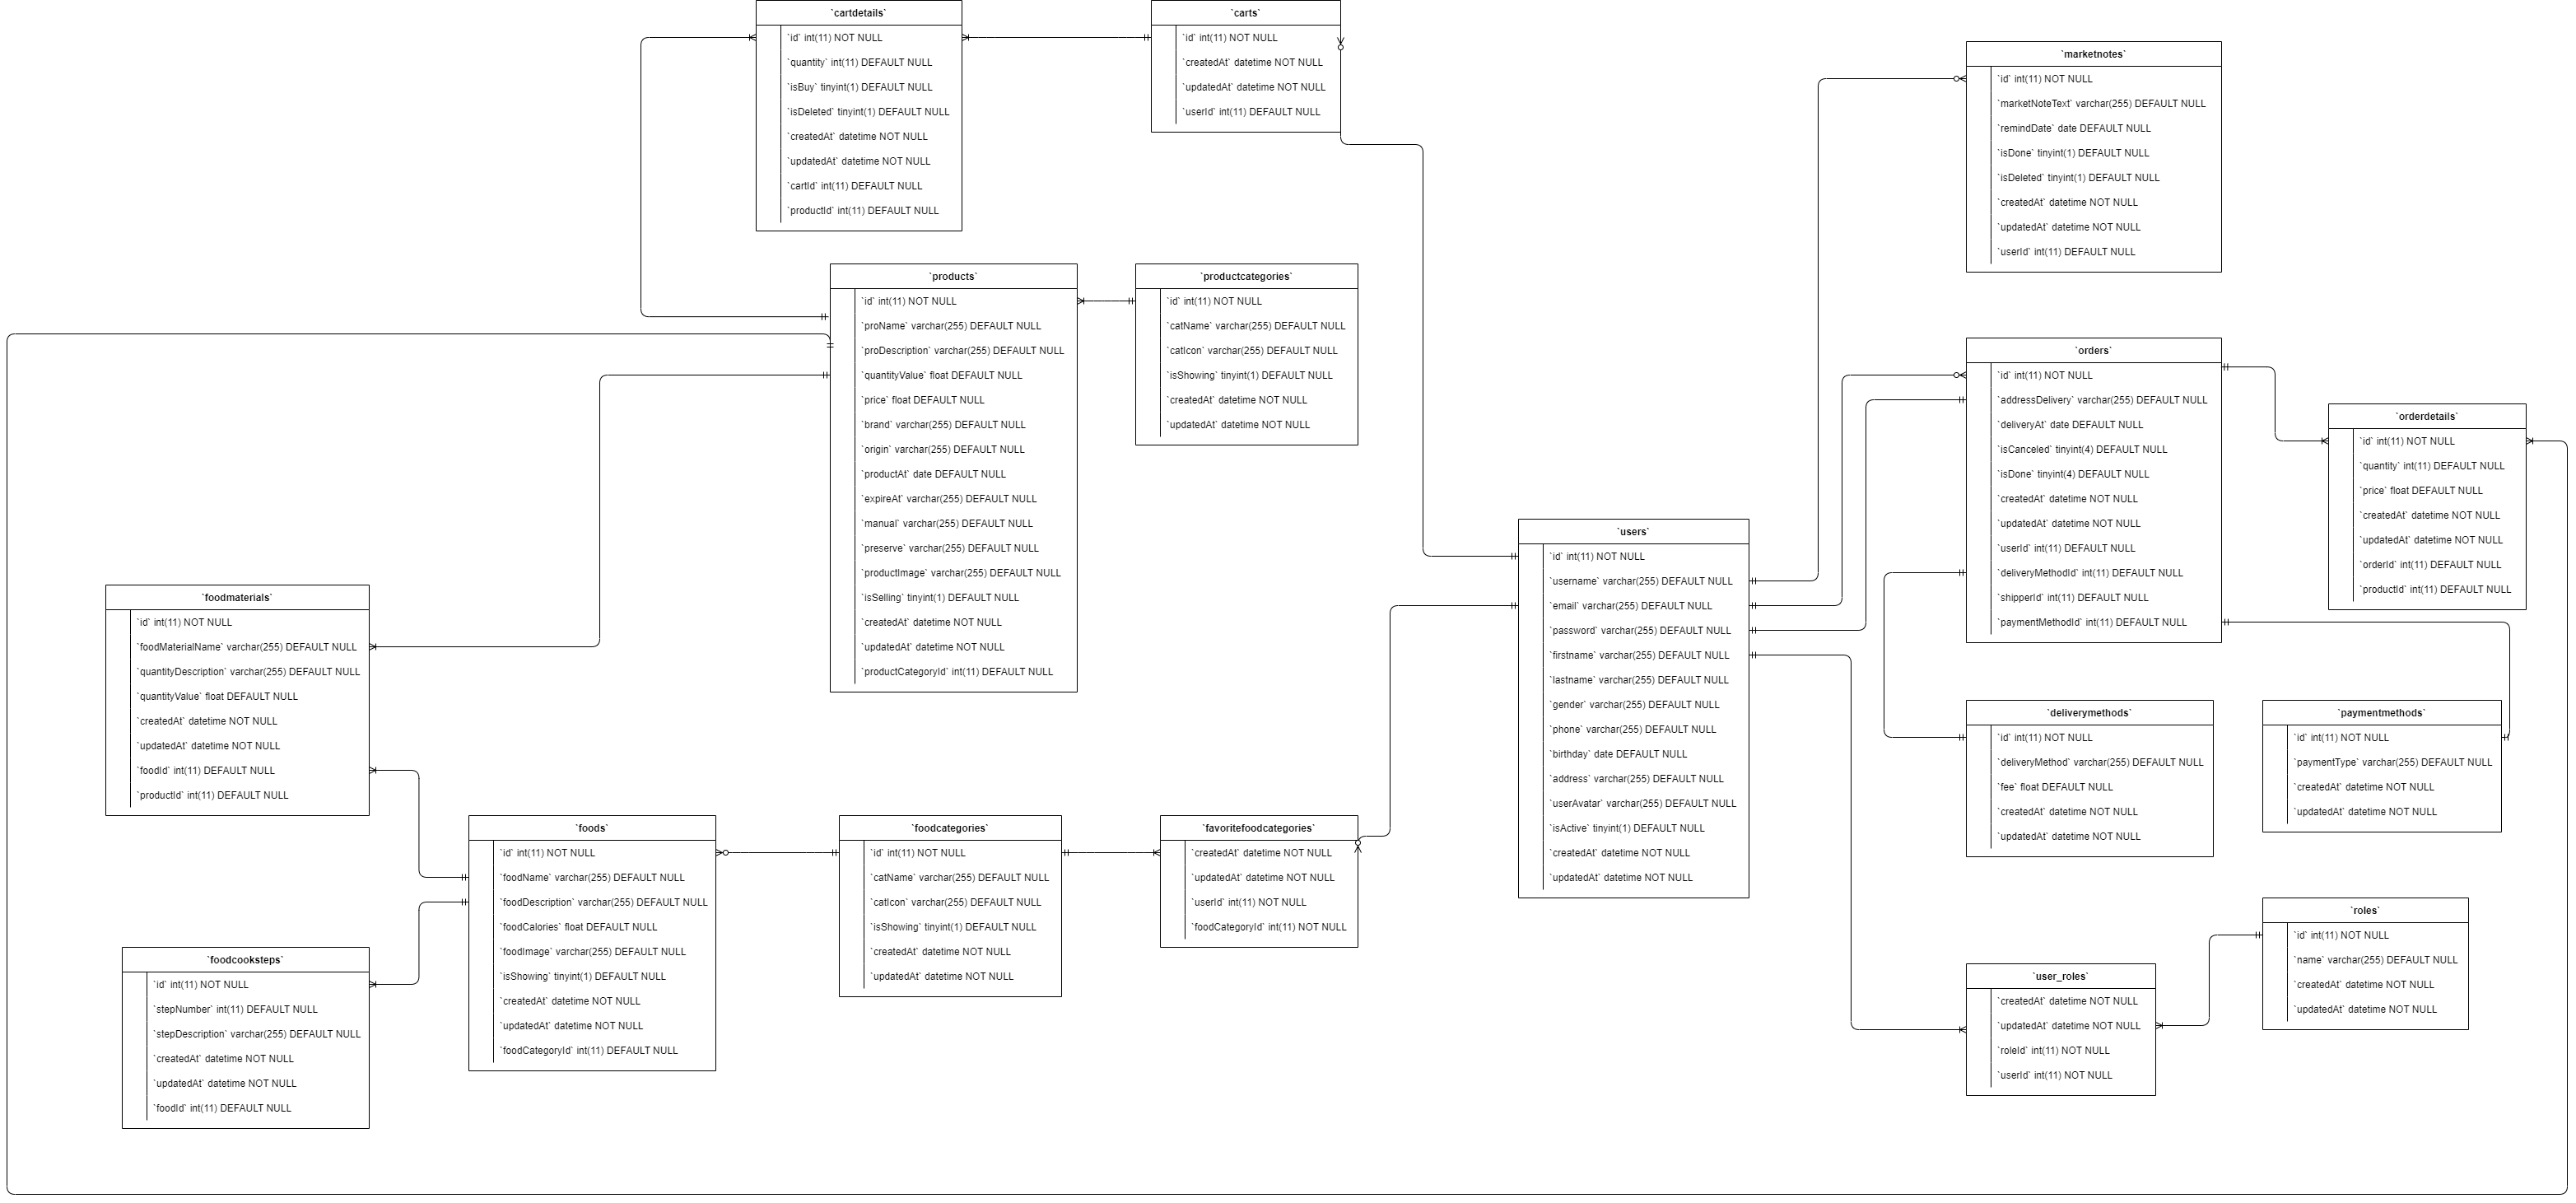 `cartdetails`
`id` int(11) NOT NULL
`quantity` int(11) DEFAULT NULL
`isBuy` tinyint(1) DEFAULT NULL
`isDeleted` tinyint(1) DEFAULT NULL
`createdAt` datetime NOT NULL
`updatedAt` datetime NOT NULL
`cartId` int(11) DEFAULT NULL
`productId` int(11) DEFAULT NULL
`carts`
`id` int(11) NOT NULL
`createdAt` datetime NOT NULL
`updatedAt` datetime NOT NULL
`userId` int(11) DEFAULT NULL
`marketnotes`
`id` int(11) NOT NULL
`marketNoteText` varchar(255) DEFAULT NULL
`remindDate` date DEFAULT NULL
`isDone` tinyint(1) DEFAULT NULL
`isDeleted` tinyint(1) DEFAULT NULL
`createdAt` datetime NOT NULL
`updatedAt` datetime NOT NULL
`userId` int(11) DEFAULT NULL
`products`
`id` int(11) NOT NULL
`proName` varchar(255) DEFAULT NULL
`proDescription` varchar(255) DEFAULT NULL
`quantityValue` float DEFAULT NULL
`price` float DEFAULT NULL
`brand` varchar(255) DEFAULT NULL
`origin` varchar(255) DEFAULT NULL
`productAt` date DEFAULT NULL
`expireAt` varchar(255) DEFAULT NULL
`manual` varchar(255) DEFAULT NULL
`preserve` varchar(255) DEFAULT NULL
`productImage` varchar(255) DEFAULT NULL
`isSelling` tinyint(1) DEFAULT NULL
`createdAt` datetime NOT NULL
`updatedAt` datetime NOT NULL
`productCategoryId` int(11) DEFAULT NULL
`productcategories`
`id` int(11) NOT NULL
`catName` varchar(255) DEFAULT NULL
`catIcon` varchar(255) DEFAULT NULL
`isShowing` tinyint(1) DEFAULT NULL
`createdAt` datetime NOT NULL
`updatedAt` datetime NOT NULL
`orders`
`id` int(11) NOT NULL
`addressDelivery` varchar(255) DEFAULT NULL
`deliveryAt` date DEFAULT NULL
`isCanceled` tinyint(4) DEFAULT NULL
`isDone` tinyint(4) DEFAULT NULL
`createdAt` datetime NOT NULL
`updatedAt` datetime NOT NULL
`userId` int(11) DEFAULT NULL
`deliveryMethodId` int(11) DEFAULT NULL
`shipperId` int(11) DEFAULT NULL
`paymentMethodId` int(11) DEFAULT NULL
`orderdetails`
`id` int(11) NOT NULL
`quantity` int(11) DEFAULT NULL
`price` float DEFAULT NULL
`createdAt` datetime NOT NULL
`updatedAt` datetime NOT NULL
`orderId` int(11) DEFAULT NULL
`productId` int(11) DEFAULT NULL
`users`
`id` int(11) NOT NULL
`username` varchar(255) DEFAULT NULL
`email` varchar(255) DEFAULT NULL
`password` varchar(255) DEFAULT NULL
`firstname` varchar(255) DEFAULT NULL
`lastname` varchar(255) DEFAULT NULL
`gender` varchar(255) DEFAULT NULL
`phone` varchar(255) DEFAULT NULL
`birthday` date DEFAULT NULL
`address` varchar(255) DEFAULT NULL
`userAvatar` varchar(255) DEFAULT NULL
`isActive` tinyint(1) DEFAULT NULL
`createdAt` datetime NOT NULL
`updatedAt` datetime NOT NULL
`foodmaterials`
`id` int(11) NOT NULL
`foodMaterialName` varchar(255) DEFAULT NULL
`quantityDescription` varchar(255) DEFAULT NULL
`quantityValue` float DEFAULT NULL
`createdAt` datetime NOT NULL
`updatedAt` datetime NOT NULL
`foodId` int(11) DEFAULT NULL
`productId` int(11) DEFAULT NULL
`deliverymethods`
`id` int(11) NOT NULL
`deliveryMethod` varchar(255) DEFAULT NULL
`fee` float DEFAULT NULL
`createdAt` datetime NOT NULL
`updatedAt` datetime NOT NULL
`paymentmethods`
`id` int(11) NOT NULL
`paymentType` varchar(255) DEFAULT NULL
`createdAt` datetime NOT NULL
`updatedAt` datetime NOT NULL
`foods`
`id` int(11) NOT NULL
`foodName` varchar(255) DEFAULT NULL
`foodDescription` varchar(255) DEFAULT NULL
`foodCalories` float DEFAULT NULL
`foodImage` varchar(255) DEFAULT NULL
`isShowing` tinyint(1) DEFAULT NULL
`createdAt` datetime NOT NULL
`updatedAt` datetime NOT NULL
`foodCategoryId` int(11) DEFAULT NULL
`foodcategories`
`id` int(11) NOT NULL
`catName` varchar(255) DEFAULT NULL
`catIcon` varchar(255) DEFAULT NULL
`isShowing` tinyint(1) DEFAULT NULL
`createdAt` datetime NOT NULL
`updatedAt` datetime NOT NULL
`favoritefoodcategories`
`createdAt` datetime NOT NULL
`updatedAt` datetime NOT NULL
`userId` int(11) NOT NULL
`foodCategoryId` int(11) NOT NULL
`roles`
`id` int(11) NOT NULL
`name` varchar(255) DEFAULT NULL
`createdAt` datetime NOT NULL
`updatedAt` datetime NOT NULL
`foodcooksteps`
`id` int(11) NOT NULL
`stepNumber` int(11) DEFAULT NULL
`stepDescription` varchar(255) DEFAULT NULL
`createdAt` datetime NOT NULL
`updatedAt` datetime NOT NULL
`foodId` int(11) DEFAULT NULL
`user_roles`
`createdAt` datetime NOT NULL
`updatedAt` datetime NOT NULL
`roleId` int(11) NOT NULL
`userId` int(11) NOT NULL